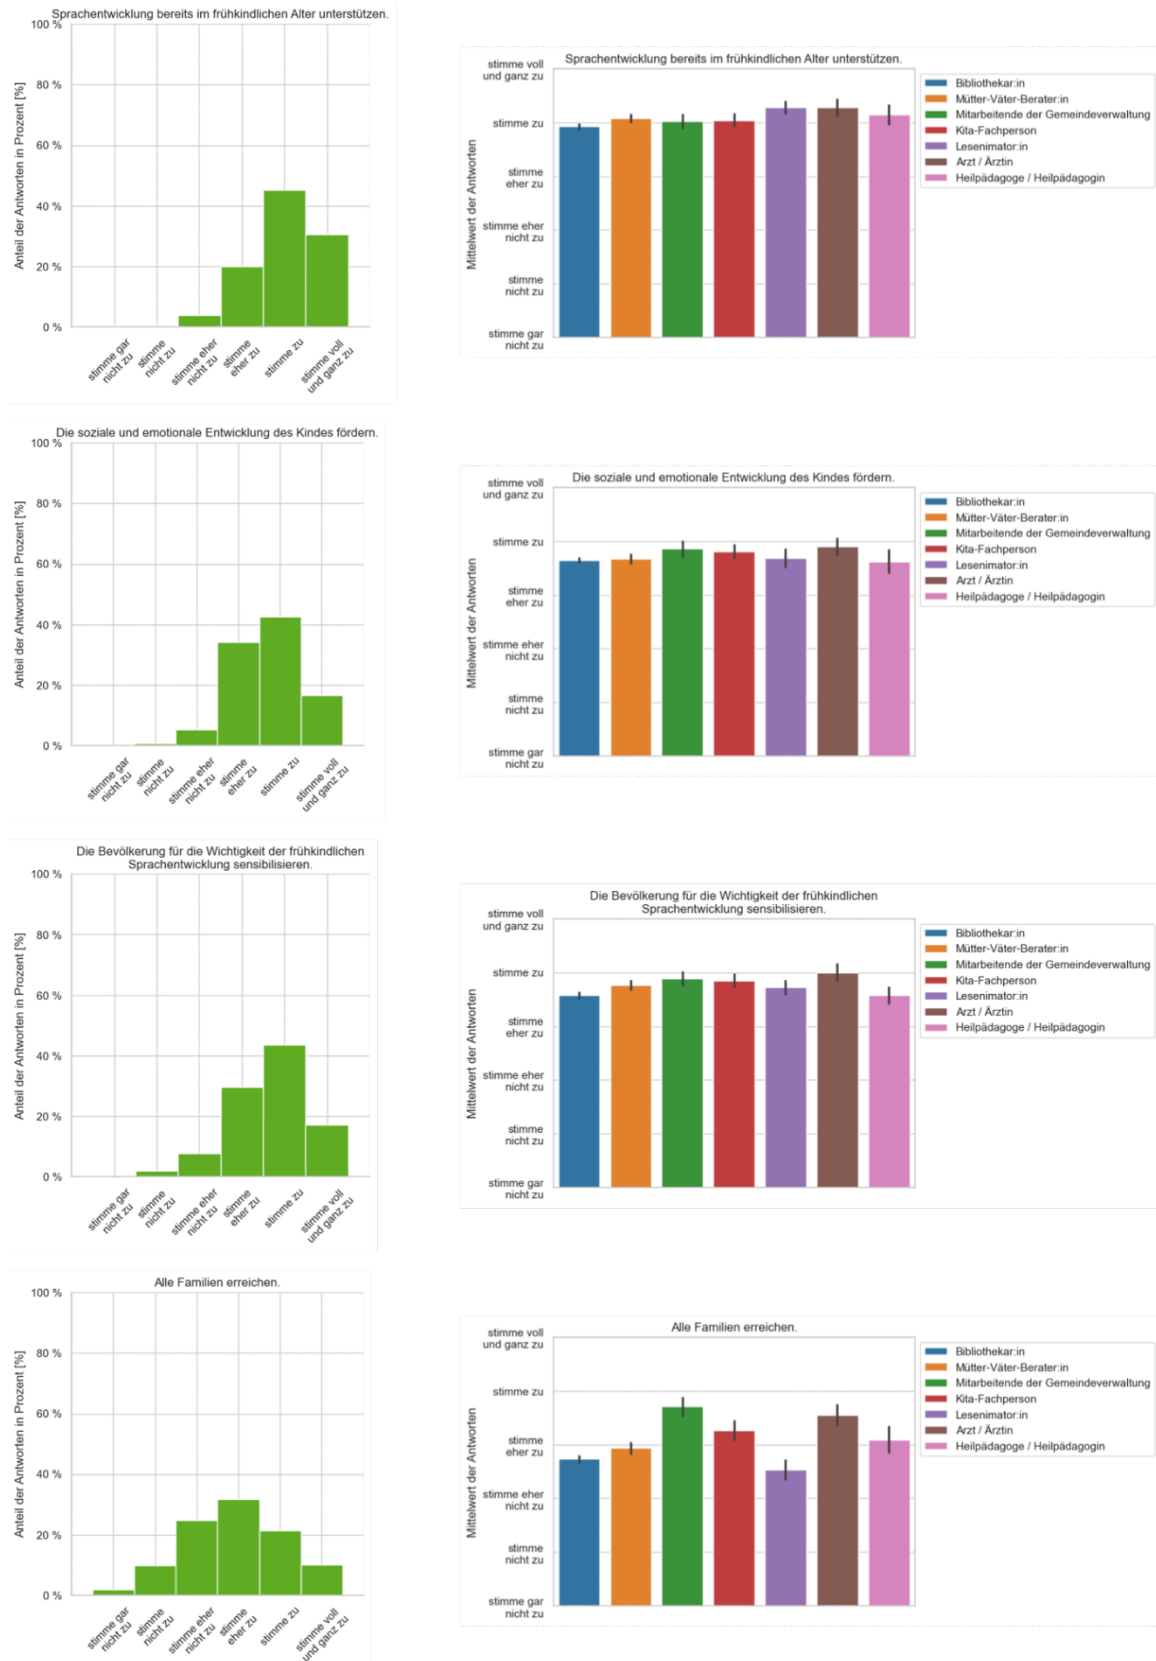 Sprachentwicklung bereits im frühkindlichen Alter unterstützen.
100 %
80 %
60 %
40 %
20 %
0 %
Anteil der Antworten in Prozent [%]
stimme gar
nicht zu
stimme
nicht zu
stimme eher
nicht zu
stimme
eher zu
stimme zu
stimme voll
und ganz zu
Sprachentwicklung bereits im frühkindlichen Alter unterstützen.
stimme voll
und ganz zu
stimme zu
stimme
eher zu
stimme eher
nicht zu
stimme
nicht zu
stimme gar
nicht zu
Mittelwert der Antworten
Bibliothekar:in
Mütter-Väter-Berater:in
Mitarbeitende der Gemeindeverwaltung
Kita-Fachperson
Lesenimator:in
Arzt / Ärztin
Heilpädagoge / Heilpädagogin
Die soziale und emotionale Entwicklung des Kindes fördern.
100 %
80 %
60 %
40 %
20 %
0 %
Anteil der Antworten in Prozent [%]
stimme gar
nicht zu
stimme
nicht zu
stimme eher
nicht zu
stimme
eher zu
stimme zu
stimme voll
und ganz zu
Die soziale und emotionale Entwicklung des Kindes fördern.
stimme voll
und ganz zu
stimme zu
stimme
eher zu
stimme eher
nicht zu
stimme
nicht zu
stimme gar
nicht zu
Mittelwert der Antworten
Bibliothekar:in
Mütter-Väter-Berater:in
Mitarbeitende der Gemeindeverwaltung
Kita-Fachperson
Lesenimator:in
Arzt / Ärztin
Heilpädagoge / Heilpädagogin
Die Bevölkerung für die Wichtigkeit der frühkindlichen
Sprachentwicklung sensibilisieren.
100 %
80 %
60 %
40 %
20 %
0 %
Anteil der Antworten in Prozent [%]
stimme gar
nicht zu
stimme
nicht zu
stimme eher
nicht zu
stimme
eher zu
stimme zu
stimme voll
und ganz zu
Die Bevölkerung für die Wichtigkeit der frühkindlichen
Sprachentwicklung sensibilisieren.
stimme voll
und ganz zu
stimme zu
stimme
eher zu
stimme eher
nicht zu
stimme
nicht zu
stimme gar
nicht zu
Mittelwert der Antworten
Bibliothekar:in
Mütter-Väter-Berater:in
Mitarbeitende der Gemeindeverwaltung
Kita-Fachperson
Lesenimator:in
Arzt / Ärztin
Heilpädagoge / Heilpädagogin
Alle Familien erreichen.
100 %
80 %
60 %
40 %
20 %
0 %
Anteil der Antworten in Prozent [%]
stimme gar
nicht zu
stimme
nicht zu
stimme eher
nicht zu
stimme
eher zu
stimme zu
stimme voll
und ganz zu
Alle Familien erreichen.
stimme voll
und ganz zu
stimme zu
stimme
eher zu
stimme eher
nicht zu
stimme
nicht zu
stimme gar
nicht zu
Mittelwert der Antworten
Bibliothekar:in
Mütter-Väter-Berater:in
Mitarbeitende der Gemeindeverwaltung
Kita-Fachperson
Lesenimator:in
Arzt / Ärztin
Heilpädagoge / Heilpädagogin